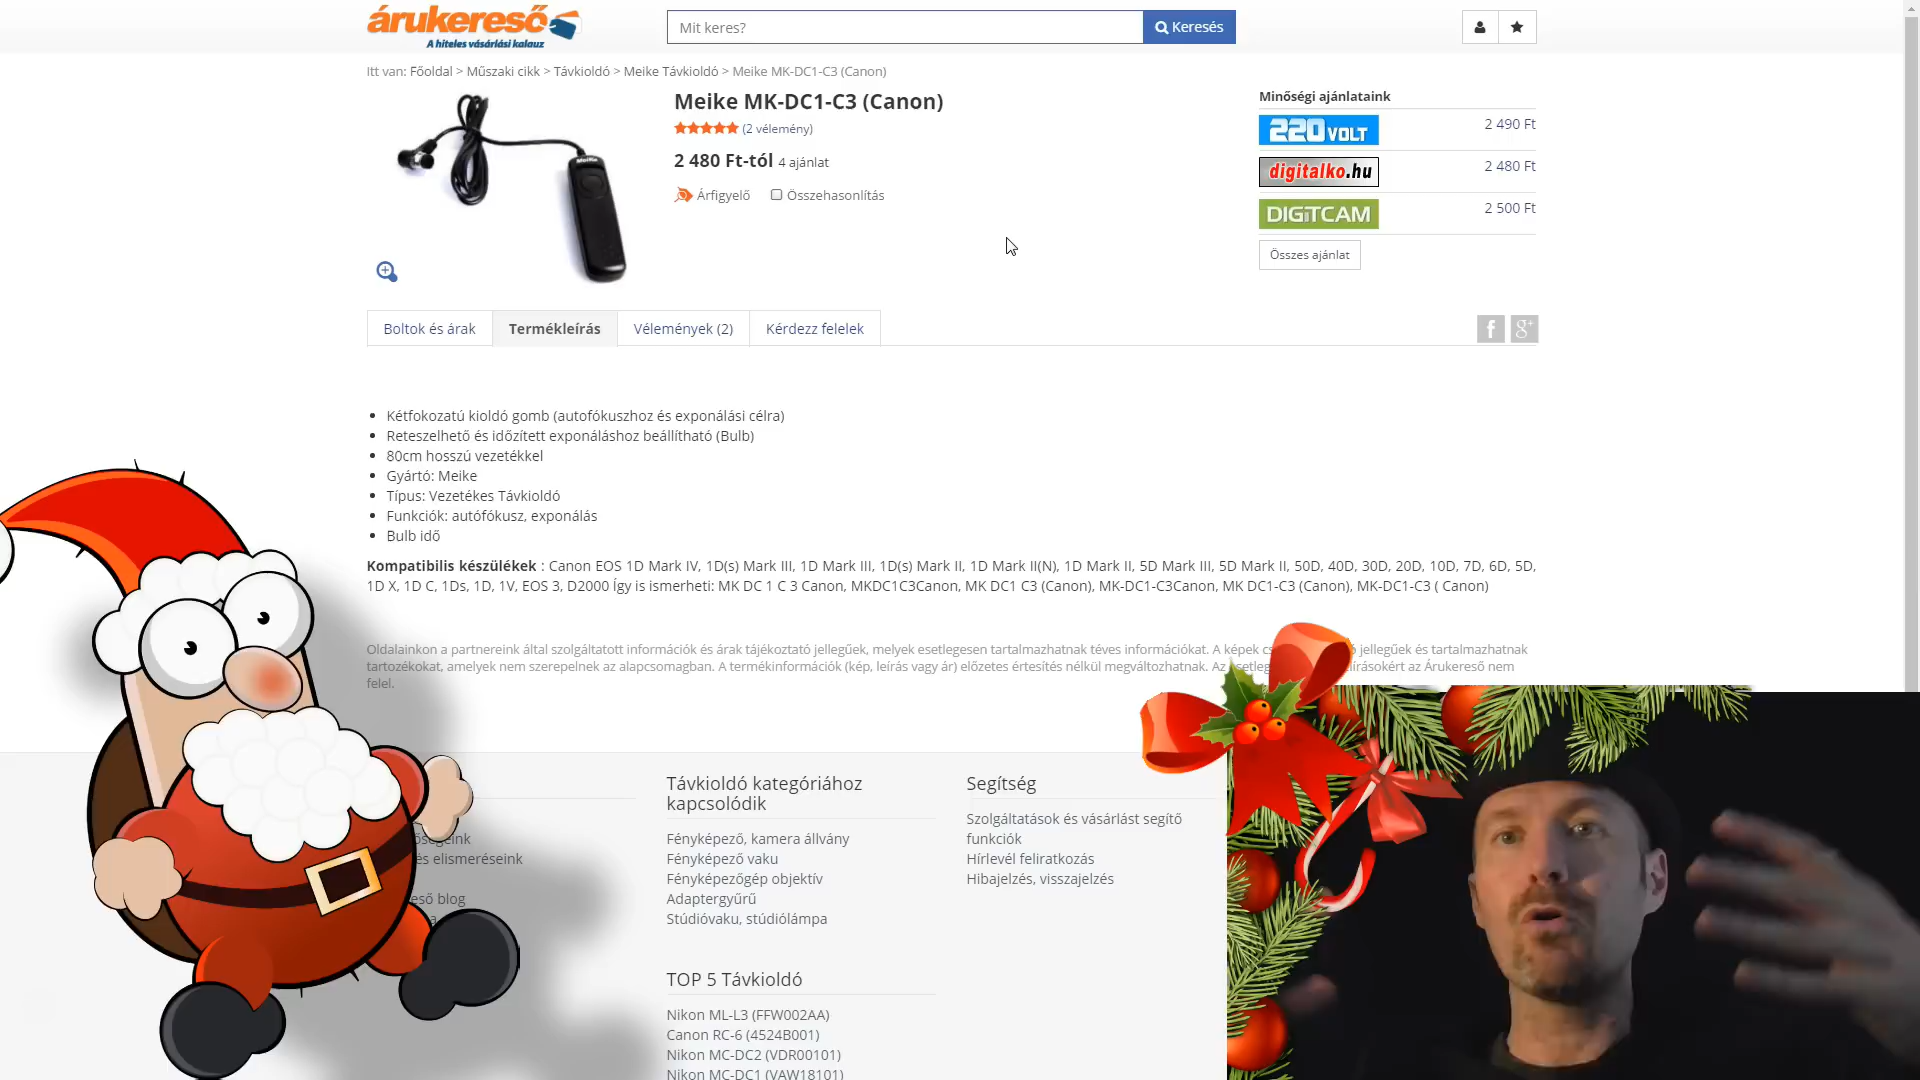 árukereső
A hiteles vásárlási kalauz
Mit keres?
Keresés
Itt van: Főoldal > Műszaki cikk > Távkioldó > Meike Távkioldó > Meike MK-DC1-C3 (Canon)
Meike MK-DC1-C3 (Canon)
(2 vélemény)
2 480 Ft-tól 4 ajánlat
Árfigyelő
Összehasonlítás
Minőségi ajánlataink
220 VOLT 2 490 Ft
digitalko.hu 2 480 Ft
DIGITCAM 2 500 Ft
Összes ajánlat
Meike
Boltok és árak
Termékleírás
Vélemények (2)
Kérdezz felelek
f
g+
Kétfokozatú kioldó gomb (autofókuszhoz és exponálási célra)
Reteszelhető és időzített exponáláshoz beállítható (Bulb)
80cm hosszú vezetékkel
Gyártó: Meike
Típus: Vezetékes Távkioldó
Funkciók: autófókusz, exponálás
Bulb idő
Kompatibilis készülékek : Canon EOS 1D Mark IV, 1D(s) Mark III, 1D Mark III, 1D(s) Mark II, 1D Mark II(N), 1D Mark II, 5D Mark III, 5D Mark II, 50D, 40D, 30D, 20D, 10D, 7D, 6D, 5D,
1D X, 1D C, 1Ds, 1D, 1V, EOS 3, D2000 Így is ismerheti: MK DC 1 C 3 Canon, MKDC1C3Canon, MK DC1 C3 (Canon), MK-DC1-C3Canon, MK DC1-C3 (Canon), MK-DC1-C3 ( Canon)
Oldalainkon a partnereink által szolgáltatott információk és árak tájékoztató jellegűek, melyek esetlegesen tartalmazhatnak téves információkat. A képek jellegűek és tartalmazhatnak
tartozékokat, amelyek nem szerepelnek az alapcsomagban. A termékinformációk (kép, leírás vagy ár) előzetes értesítés nélkül megváltozhatnak. Az az Árukereső nem
felel.
és elismeréseink
blog
Távkioldó kategóriához
kapcsolódik
Fényképező, kamera állvány
Fényképező vaku
Fényképezőgép objektív
Adaptergyűrű
Stúdióvaku, stúdiólámpa
TOP 5 Távkioldó
Nikon ML-L3 (FFW002AA)
Canon RC-6 (4524B001)
Nikon MC-DC2 (VDR00101)
Nikon MC-DC1 (VAW18101)
Segítség
Szolgáltatások és vásárlást segítő
funkciók
Hírlevél feliratkozás
Hibajelzés, visszajelzés